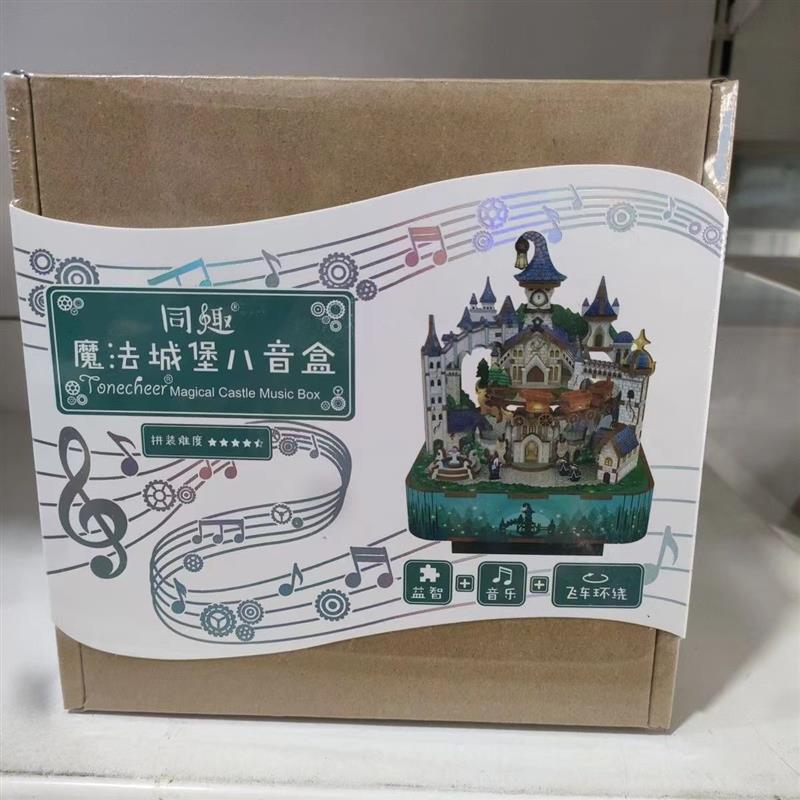 同趣®
魔法城堡八音盒
Tonecheer® Magical Castle Music Box
拼装难度 ★★★★⯪
益智 + 音乐 + 飞车环绕